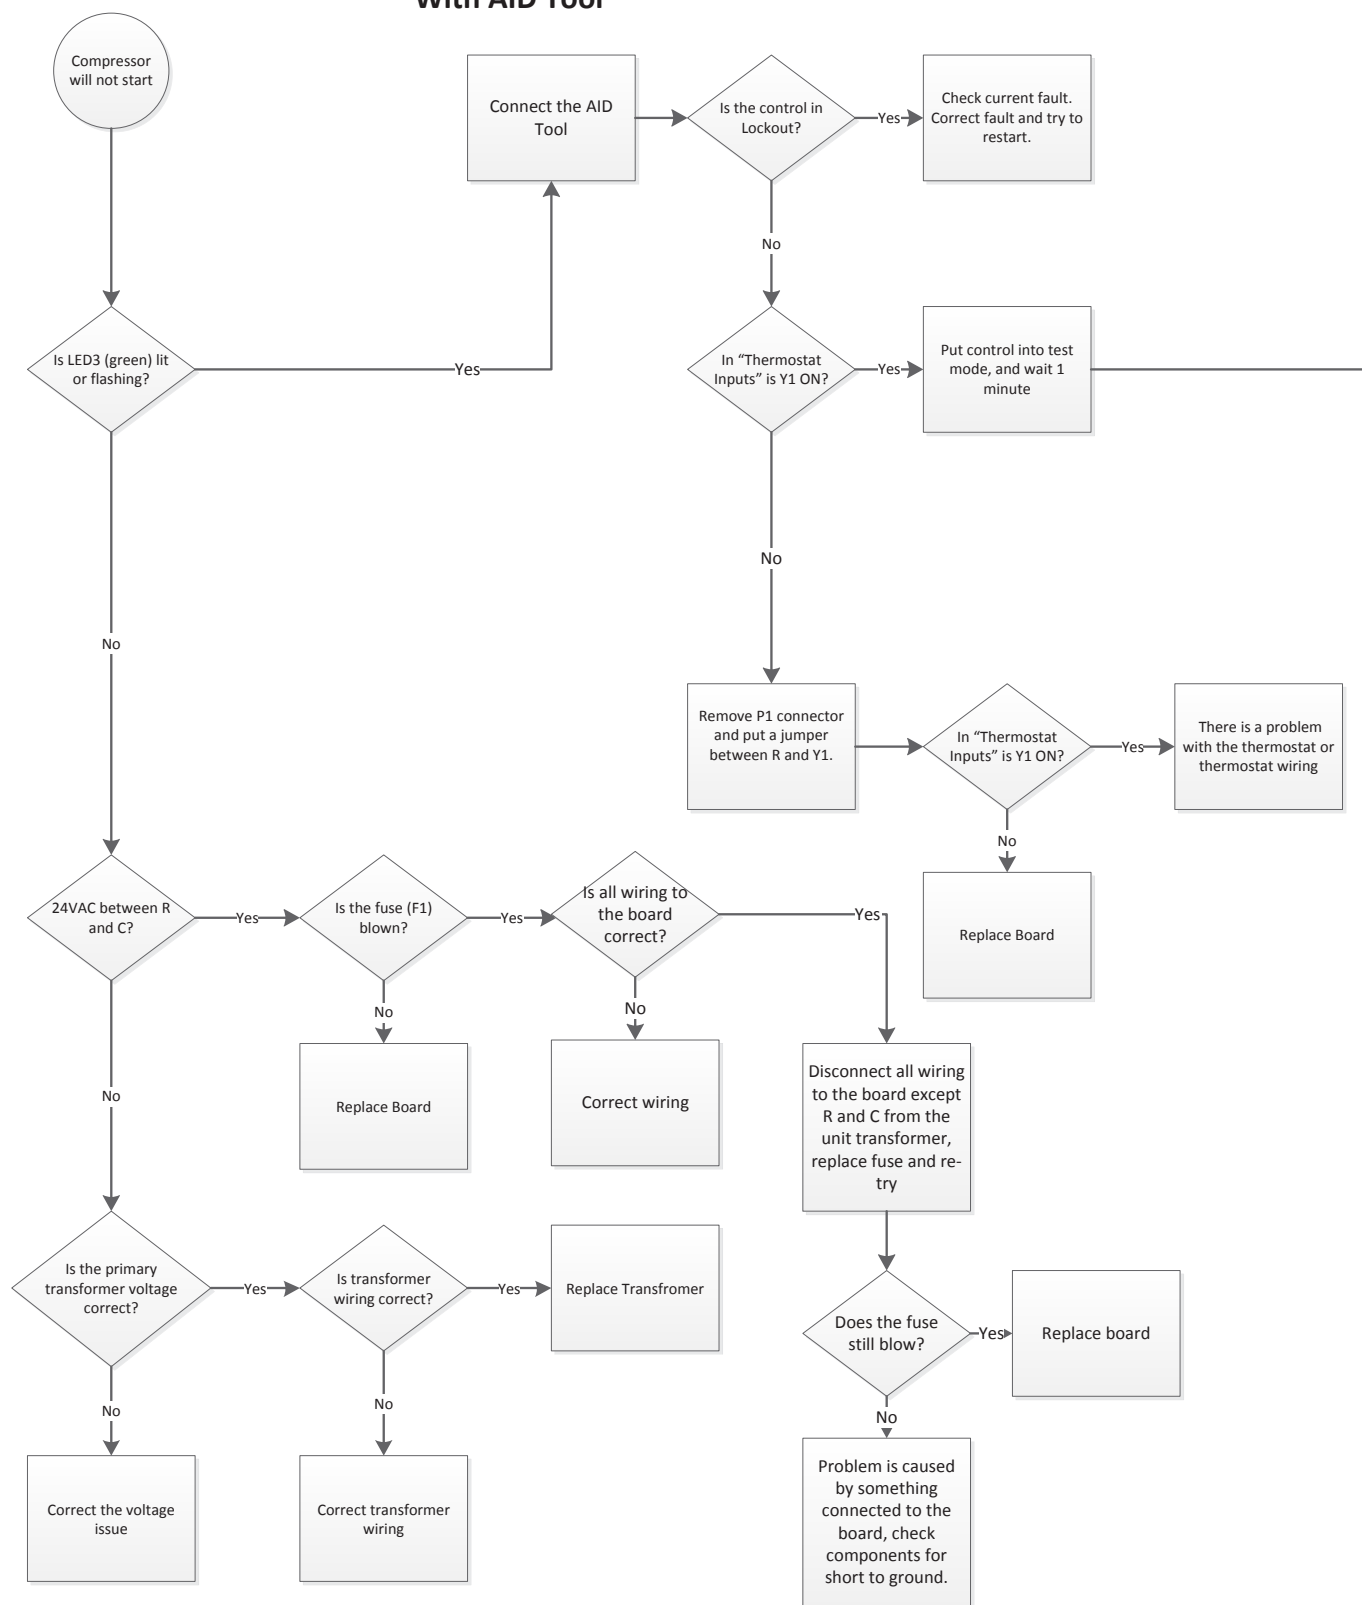 With AID Tool
Compressor
will not start
Connect the AID
Tool
Is the control in
Lockout?
Yes
Check current fault.
Correct fault and try to
restart.
No
Is LED3 (green) lit
or flashing?
Yes
In “Thermostat
Inputs” is Y1 ON?
Yes
Put control into test
mode, and wait 1
minute
No
No
Remove P1 connector
and put a jumper
between R and Y1.
In “Thermostat
Inputs” is Y1 ON?
Yes
There is a problem
with the thermostat or
thermostat wiring
No
Replace Board
24VAC between R
and C?
Yes
Is the fuse (F1)
blown?
Yes
Is all wiring to
the board
correct?
Yes
No
Replace Board
No
Correct wiring
Disconnect all wiring
to the board except
R and C from the
unit transformer,
replace fuse and re-
try
No
Is the primary
transformer voltage
correct?
Yes
Is transformer
wiring correct?
Yes
Replace Transfromer
Does the fuse
still blow?
Yes
Replace board
No
Correct the voltage
issue
No
Correct transformer
wiring
No
Problem is caused
by something
connected to the
board, check
components for
short to ground.